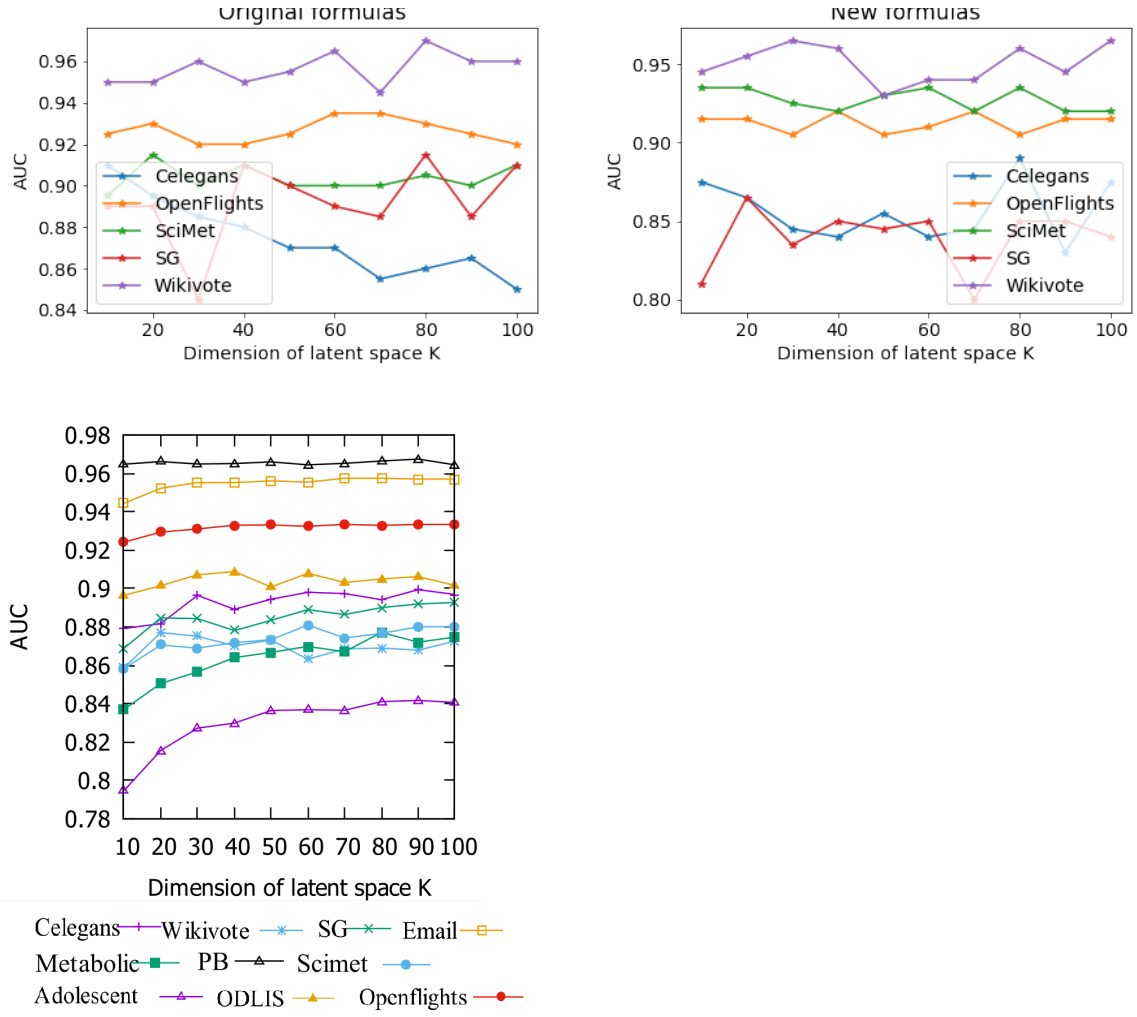 Original formulas
0.96
0.94
0.92
0.90
0.88
0.86
0.84
AUC
Celegans
OpenFlights
SciMet
SG
Wikivote
20 40 60 80 100
Dimension of latent space K
New formulas
0.95
0.90
0.85
0.80
AUC
Celegans
OpenFlights
SciMet
SG
Wikivote
20 40 60 80 100
Dimension of latent space K
0.98
0.96
0.94
0.92
0.9
0.88
0.86
0.84
0.82
0.8
0.78
AUC
10 20 30 40 50 60 70 80 90 100
Dimension of latent space K
Celegans Wikivote SG Email
Metabolic PB Scimet
Adolescent ODLIS Openflights